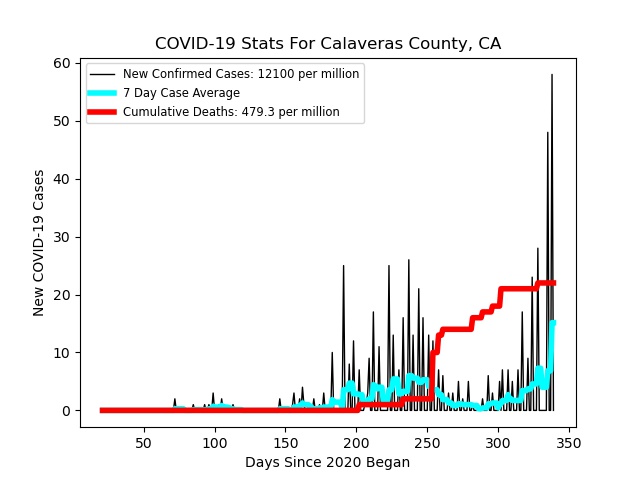 COVID-19 Stats For Calaveras County, CA
New Confirmed Cases: 12100 per million
7 Day Case Average
Cumulative Deaths: 479.3 per million
New COVID-19 Cases
60
50
40
30
20
10
0
50 100 150 200 250 300 350
Days Since 2020 Began